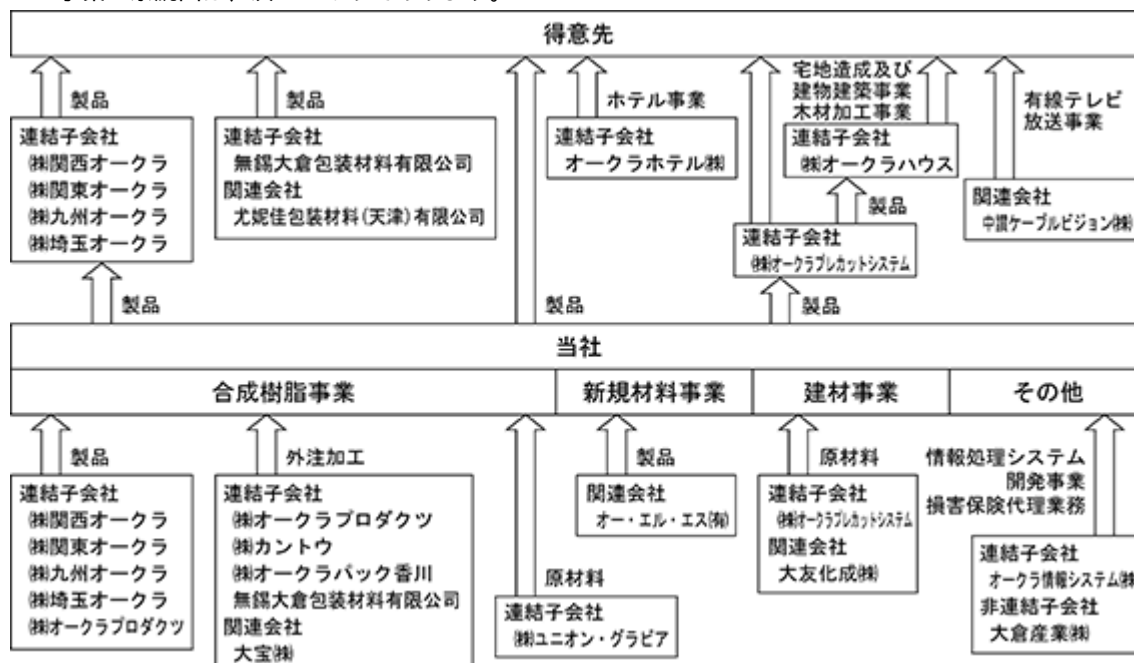 得意先
製品
連結子会社
㈱関西オークラ
㈱関東オークラ
㈱九州オークラ
㈱埼玉オークラ
製品
連結子会社
無錫大倉包装材料有限公司
関連会社
尤妮佳包装材料(天津)有限公司
ホテル事業
連結子会社
オークラホテル㈱
宅地造成及び
建物建築事業
木材加工事業
連結子会社
㈱オークラハウス
製品
連結子会社
㈱オークラプレカットシステム
有線テレビ
放送事業
関連会社
中讃ケーブルビジョン㈱
製品
製品
製品
当社
合成樹脂事業
新規材料事業
建材事業
その他
製品
連結子会社
㈱関西オークラ
㈱関東オークラ
㈱九州オークラ
㈱埼玉オークラ
㈱オークラプロダクツ
外注加工
連結子会社
㈱オークラプロダクツ
㈱カントウ
㈱オークラパック香川
無錫大倉包装材料有限公司
関連会社
大宝㈱
原材料
連結子会社
㈱ユニオン・グラビア
製品
関連会社
オー・エル・エス㈲
原材料
連結子会社
㈱オークラプレカットシステム
関連会社
大友化成㈱
情報処理システム
開発事業
損害保険代理業務
連結子会社
オークラ情報システム㈱
非連結子会社
大倉産業㈱